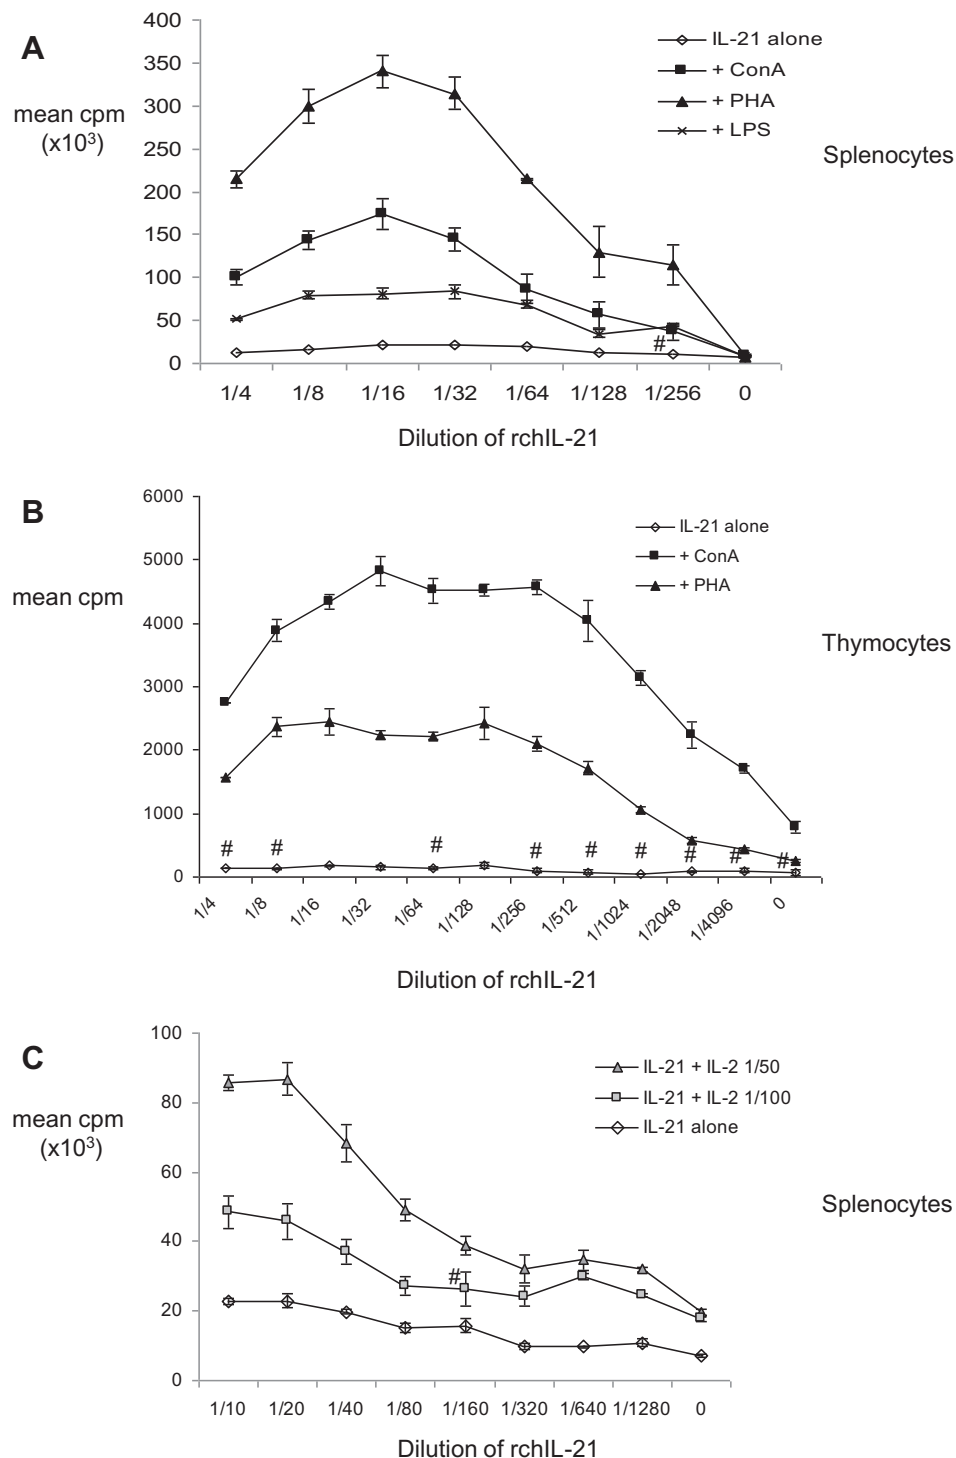 A
mean cpm
(x10³)
400
350
300
250
200
150
100
50
0
IL-21 alone
+ ConA
+ PHA
+ LPS
Splenocytes
#
1/4 1/8 1/16 1/32 1/64 1/128 1/256 0
Dilution of rchIL-21
B
mean cpm
6000
5000
4000
3000
2000
1000
0
IL-21 alone
+ ConA
+ PHA
Thymocytes
# # # # # # # # #
1/4 1/8 1/16 1/32 1/64 1/128 1/256 1/512 1/1024 1/2048 1/4096 0
Dilution of rchIL-21
C
mean cpm
(x10³)
100
80
60
40
20
0
IL-21 + IL-2 1/50
IL-21 + IL-2 1/100
IL-21 alone
Splenocytes
#
1/10 1/20 1/40 1/80 1/160 1/320 1/640 1/1280 0
Dilution of rchIL-21